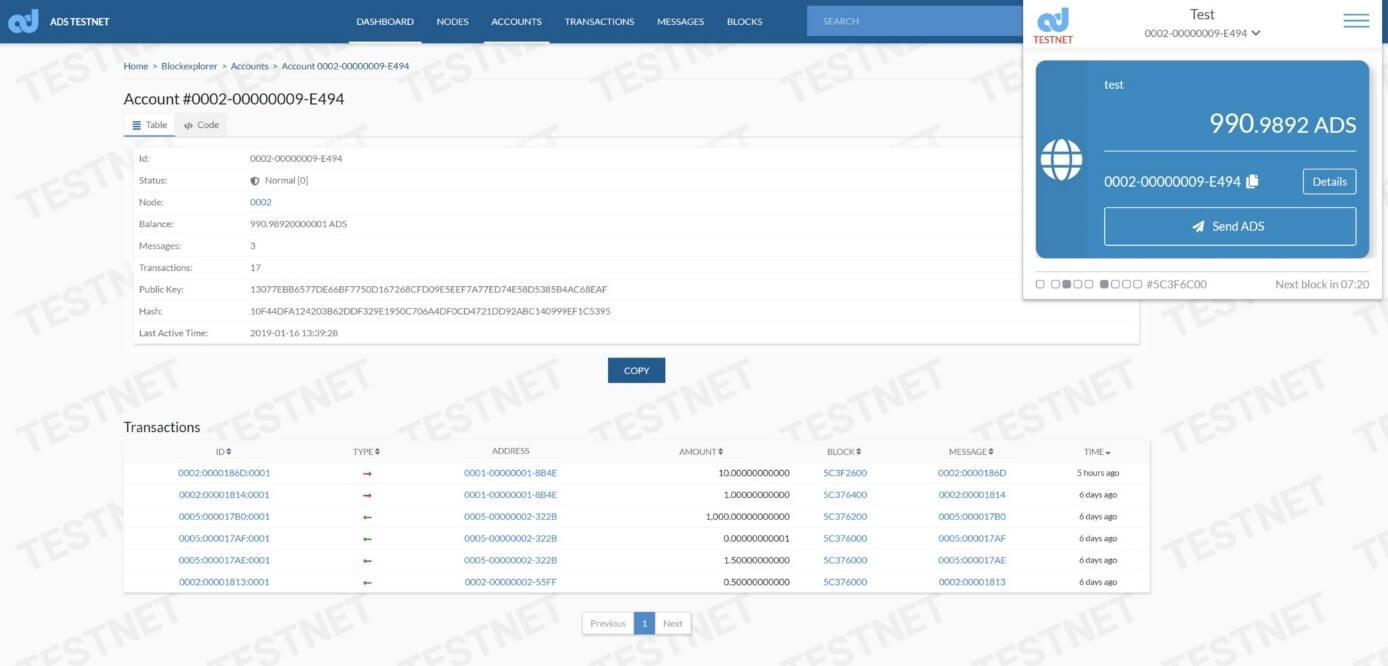 ADS TESTNET DASHBOARD NODES ACCOUNTS TRANSACTIONS MESSAGES BLOCKS SEARCH
Home > Blockexplorer > Accounts > Account 0002-00000009-E494
Account #0002-00000009-E494
Table Code
Id: 0002-00000009-E494
Status: Normal [0]
Node: 0002
Balance: 990.98920000001 ADS
Messages: 3
Transactions: 17
Public Key: 13077EBB6577DE66BF7750D167268CFD09E5EEF7A77ED74E58D5385B4AC68EAF
Hash: 10F44DFA124203B62DDF329E1950C706A4DF0CD4721DD92ABC140999EF1C5395
Last Active Time: 2019-01-16 13:39:28
COPY
Transactions
ID TYPE ADDRESS AMOUNT BLOCK MESSAGE TIME
0002:0000186D:0001 → 0001-00000001-8B4E 10.00000000000 5C3F2600 0002:0000186D 5 hours ago
0002:00001814:0001 → 0001-00000001-8B4E 1.00000000000 5C376400 0002:00001814 6 days ago
0005:000017B0:0001 ← 0005-00000002-322B 1,000.00000000000 5C376200 0005:000017B0 6 days ago
0005:000017AF:0001 ← 0005-00000002-322B 0.00000000001 5C376000 0005:000017AF 6 days ago
0005:000017AE:0001 ← 0005-00000002-322B 1.50000000000 5C376000 0005:000017AE 6 days ago
0002:00001813:0001 ← 0002-00000002-55FF 0.50000000000 5C376000 0002:00001813 6 days ago
Previous 1 Next
TESTNET
Test
0002-00000009-E494
test
990.9892 ADS
0002-00000009-E494 Details
Send ADS
#5C3F6C00 Next block in 07:20